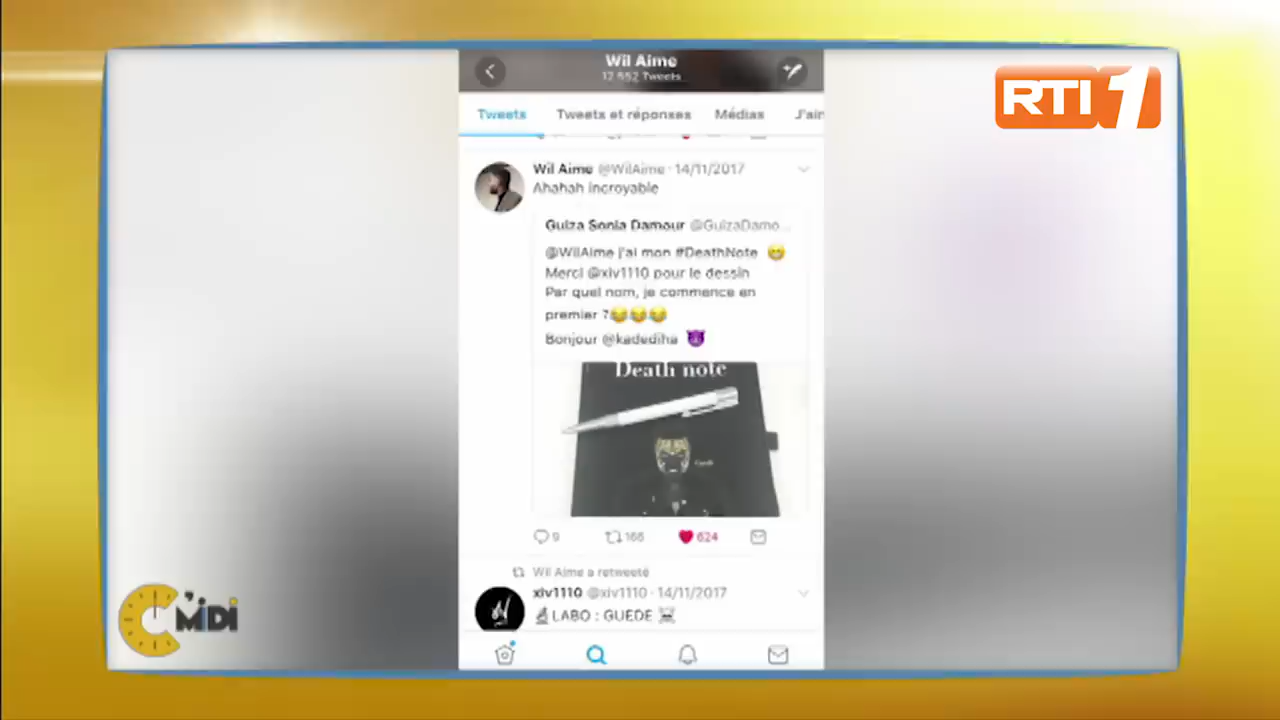 Wil Aime
12 552 Tweets
RTI 1
Tweets
Tweets et réponses
Médias
J'ain
Wil Aime @WilAime · 14/11/2017
Ahahah incroyable
Guiza Sonia Damour @GuizaDamo...
@WilAime j'ai mon #DeathNote 😁
Merci @xiv1110 pour le dessin
Par quel nom, je commence en
premier ?😂😂😂
Bonjour @kadediha 😈
Death note
9
166
624
Wil Aime a retweeté
xiv1110 @xiv1110 · 14/11/2017
🔬LABO : GUEDE ☠
C'MiDi